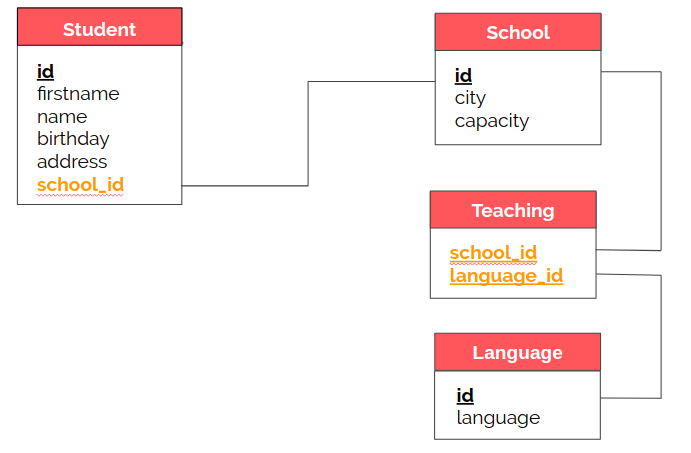 Student
id
firstname
name
birthday
address
school_id
School
id
city
capacity
Teaching
school_id
language_id
Language
id
language